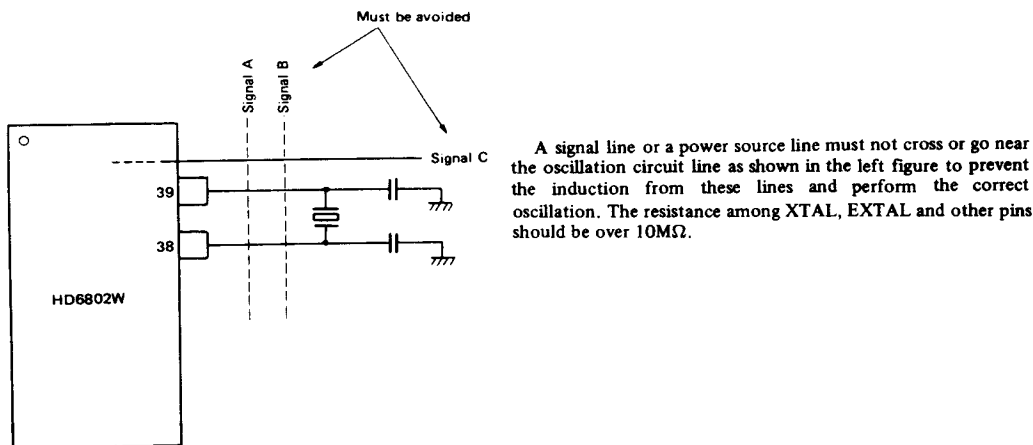 Must be avoided
Signal A
Signal B
Signal C
39
38
HD6802W
A signal line or a power source line must not cross or go near
the oscillation circuit line as shown in the left figure to prevent
the induction from these lines and perform the correct
oscillation. The resistance among XTAL, EXTAL and other pins
should be over 10MΩ.